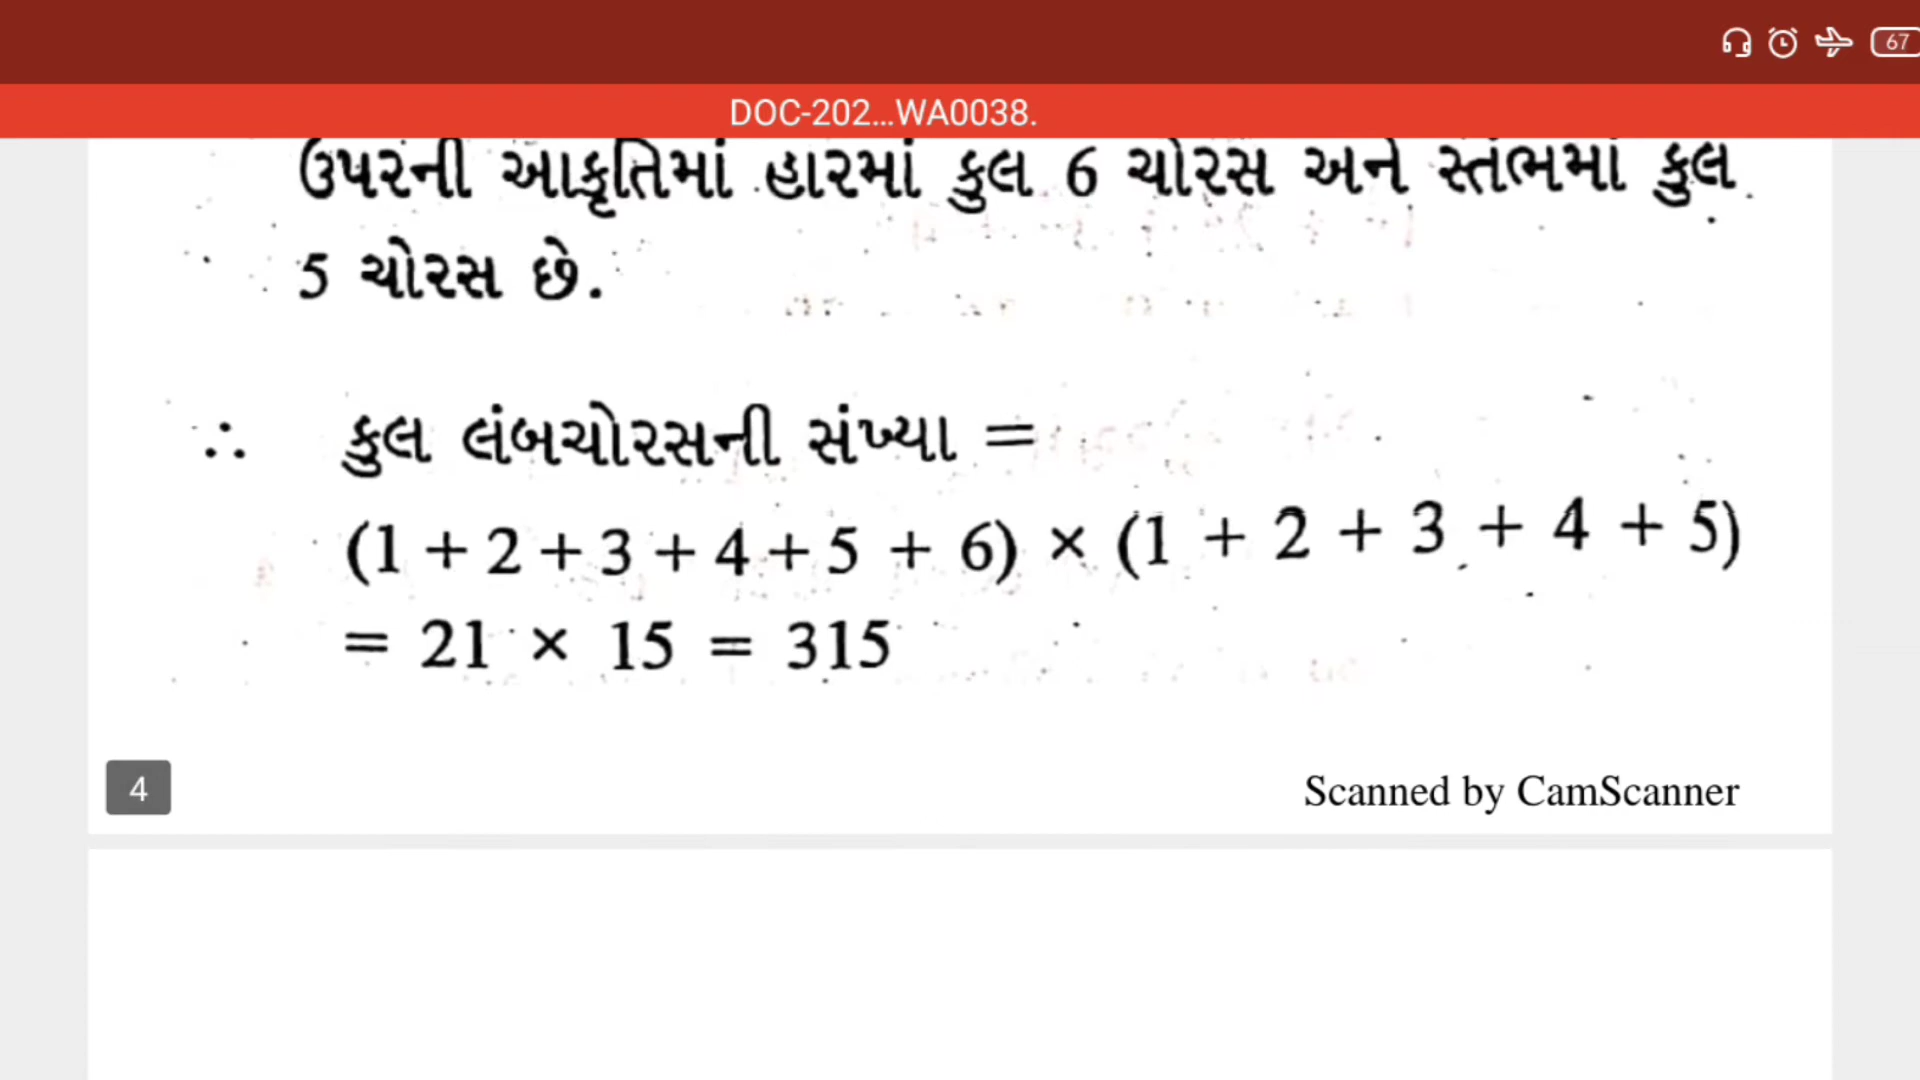 67
DOC-202...WA0038.
ઉપરની આકૃતિમાં હારમાં કુલ 6 ચોરસ અને સ્તંભમાં કુલ
5 ચોરસ છે.
∴ કુલ લંબચોરસની સંખ્યા =
(1 + 2 + 3 + 4 + 5 + 6) × (1 + 2 + 3 + 4 + 5)
= 21 × 15 = 315
4
Scanned by CamScanner